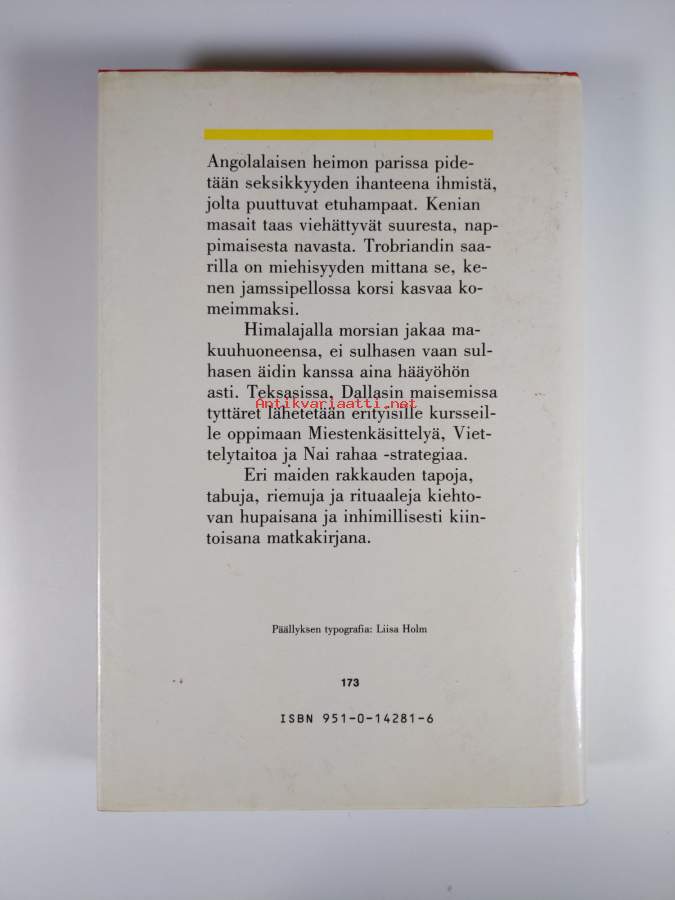 Angolalaisen heimon parissa pide-
tään seksikkyyden ihanteena ihmistä,
jolta puuttuvat etuhampaat. Kenian
masait taas viehättyvät suuresta, nap-
pimaisesta navasta. Trobriandin saa-
rilla on miehisyyden mittana se, ke-
nen jamssipellossa korsi kasvaa ko-
meimmaksi.
Himalajalla morsian jakaa ma-
kuuhuoneensa, ei sulhasen vaan sul-
hasen äidin kanssa aina hääyöhön
asti. Teksasissa, Dallasin maisemissa
Antikvariaatti.net
tyttäret lähetetään erityisille kursseil-
le oppimaan Miestenkäsittelyä, Viet-
telytaitoa ja Nai rahaa -strategiaa.
Eri maiden rakkauden tapoja,
tabuja, riemuja ja rituaaleja kiehto-
van hupaisana ja inhimillisesti kiin-
toisana matkakirjana.
Päällyksen typografia: Liisa Holm
173
ISBN 951-0-14281-6